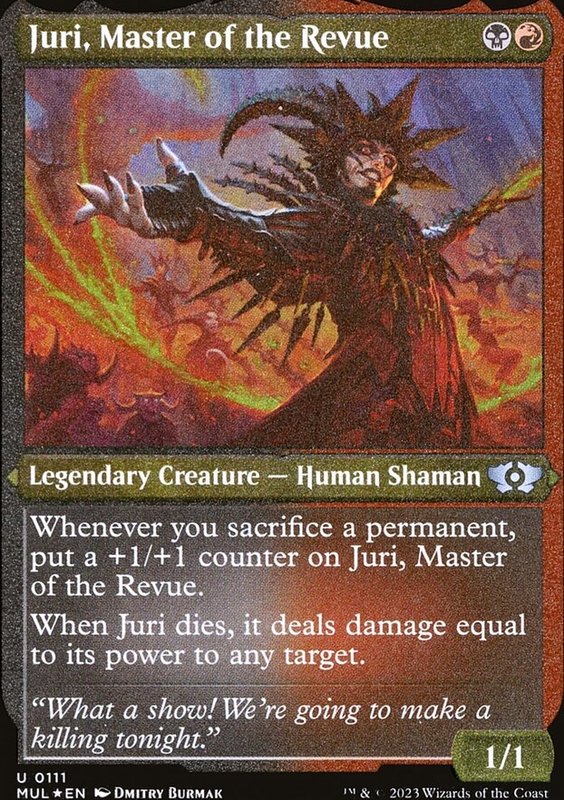 Juri, Master of the Revue
Legendary Creature — Human Shaman
Whenever you sacrifice a permanent,
put a +1/+1 counter on Juri, Master
of the Revue.
When Juri dies, it deals damage equal
to its power to any target.
“What a show! We’re going to make a
killing tonight.”
1/1
U 0111
MUL★EN Dmitry Burmak
™ & © 2023 Wizards of the Coast